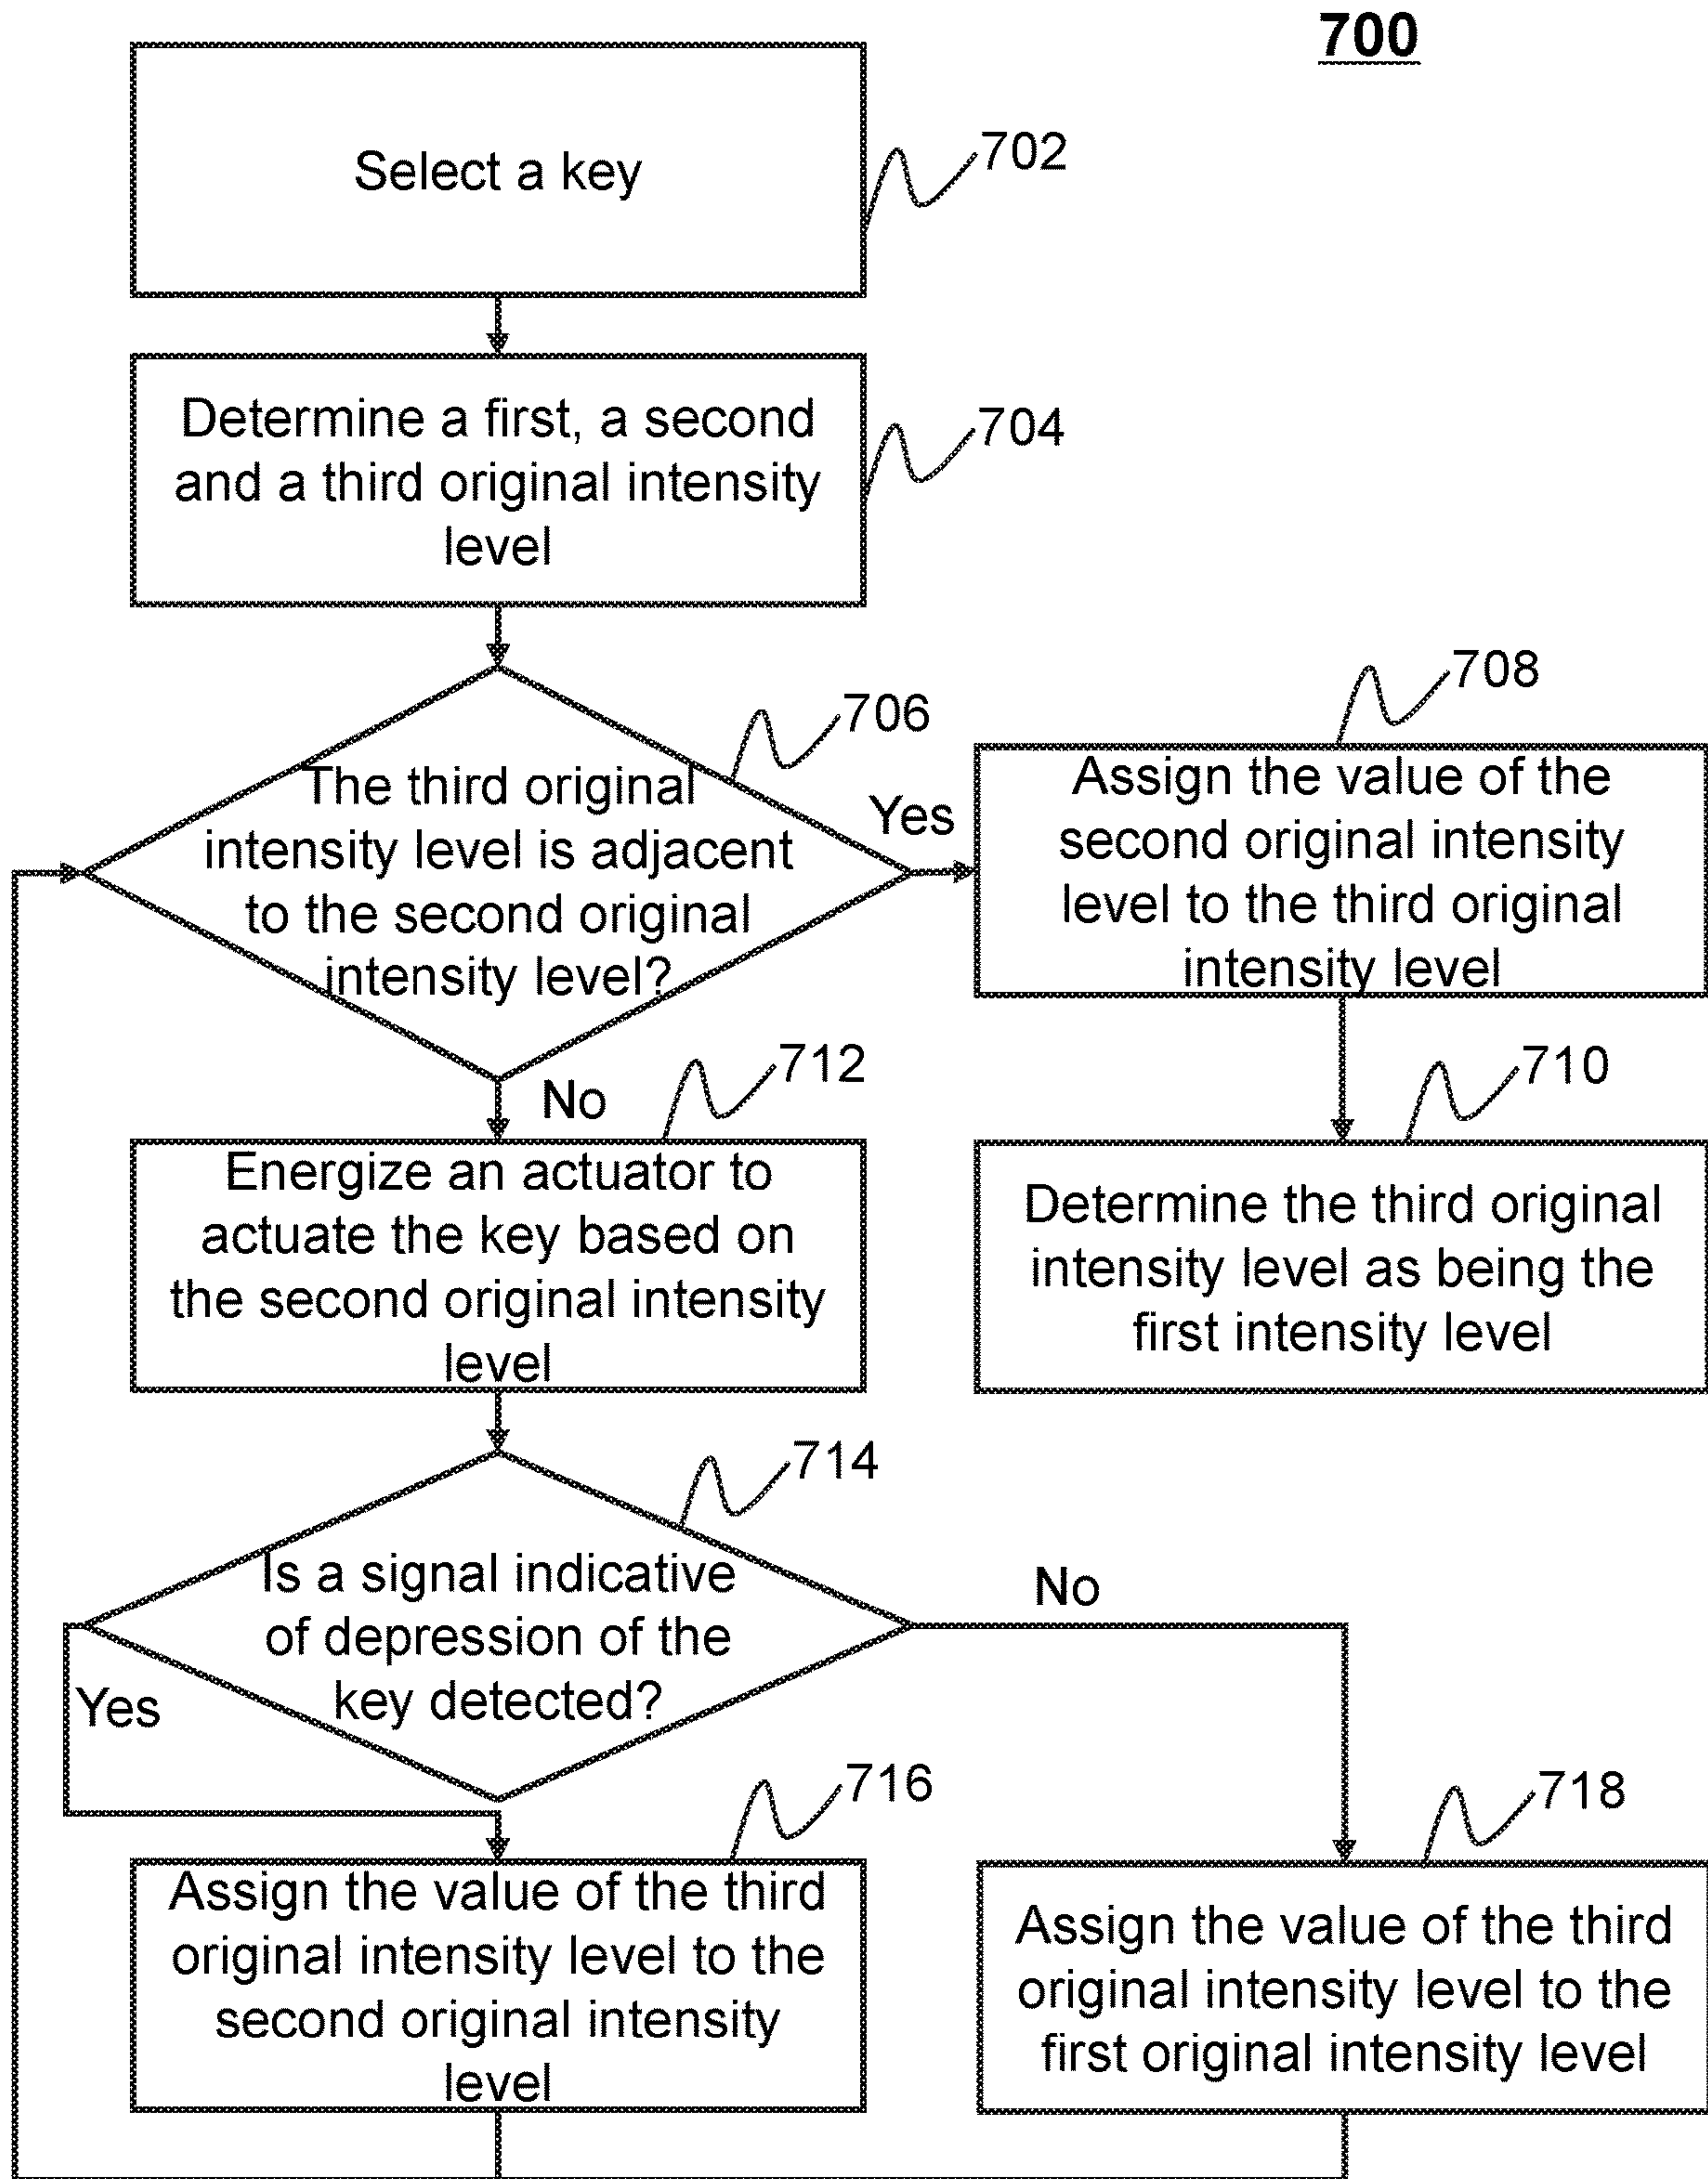 700
Select a key
702
Determine a first, a second
and a third original intensity
level
704
706
The third original
intensity level is adjacent
to the second original
intensity level?
Yes
708
Assign the value of the
second original intensity
level to the third original
intensity level
No
712
710
Energize an actuator to
actuate the key based on
the second original intensity
level
Determine the third original
intensity level as being the
first intensity level
714
Is a signal indicative
of depression of the
key detected?
No
Yes
716
718
Assign the value of the third
original intensity level to the
second original intensity
level
Assign the value of the third
original intensity level to the
first original intensity level